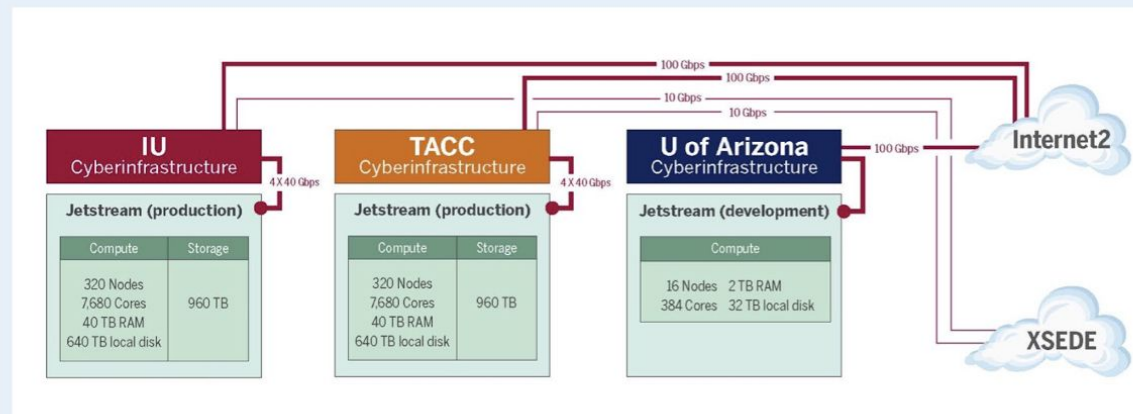 100 Gbps
100 Gbps
10 Gbps
10 Gbps
IU
Cyberinfrastructure
4 X 40 Gbps
Jetstream (production)
Compute Storage
320 Nodes
7,680 Cores
40 TB RAM
640 TB local disk
960 TB
TACC
Cyberinfrastructure
4 X 40 Gbps
Jetstream (production)
Compute Storage
320 Nodes
7,680 Cores
40 TB RAM
640 TB local disk
960 TB
U of Arizona
Cyberinfrastructure
100 Gbps
Jetstream (development)
Compute
16 Nodes 2 TB RAM
384 Cores 32 TB local disk
Internet2
XSEDE